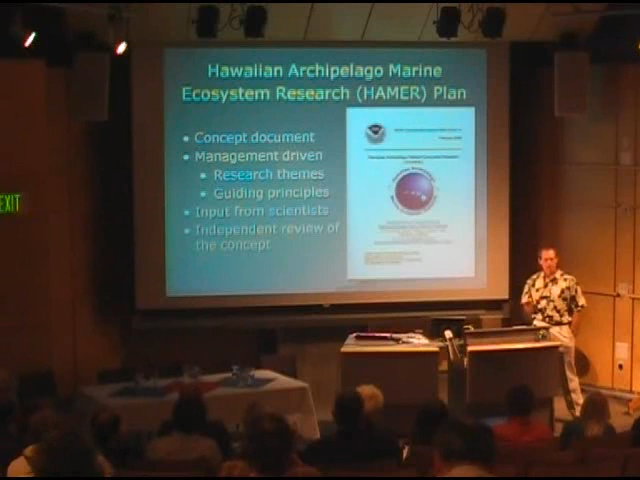 Hawaiian Archipelago Marine
Ecosystem Research (HAMER) Plan
• Concept document
• Management driven
• Research themes
• Guiding principles
• Input from scientists
• Independent review of
the concept
EXIT